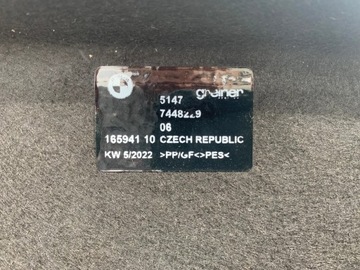 greiner
5147
7448229
06
165941 10 CZECH REPUBLIC
KW 5/2022 >PP/GF<>PES<